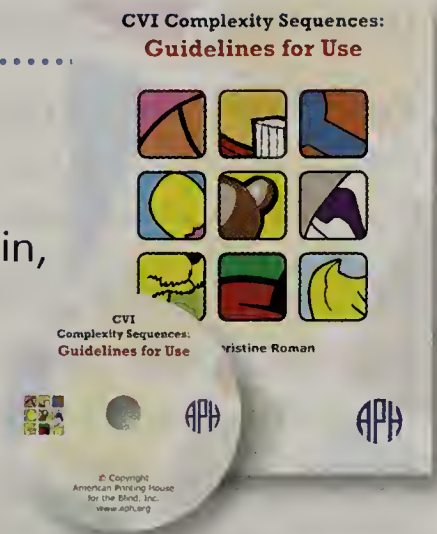 CVI Complexity Sequences:
Guidelines for Use
in,
CVI
Complexity Sequences:
Guidelines for Use
ristine Roman
APH
APH
© Copyright
American Printing House
for the Blind, Inc.
www.aph.org